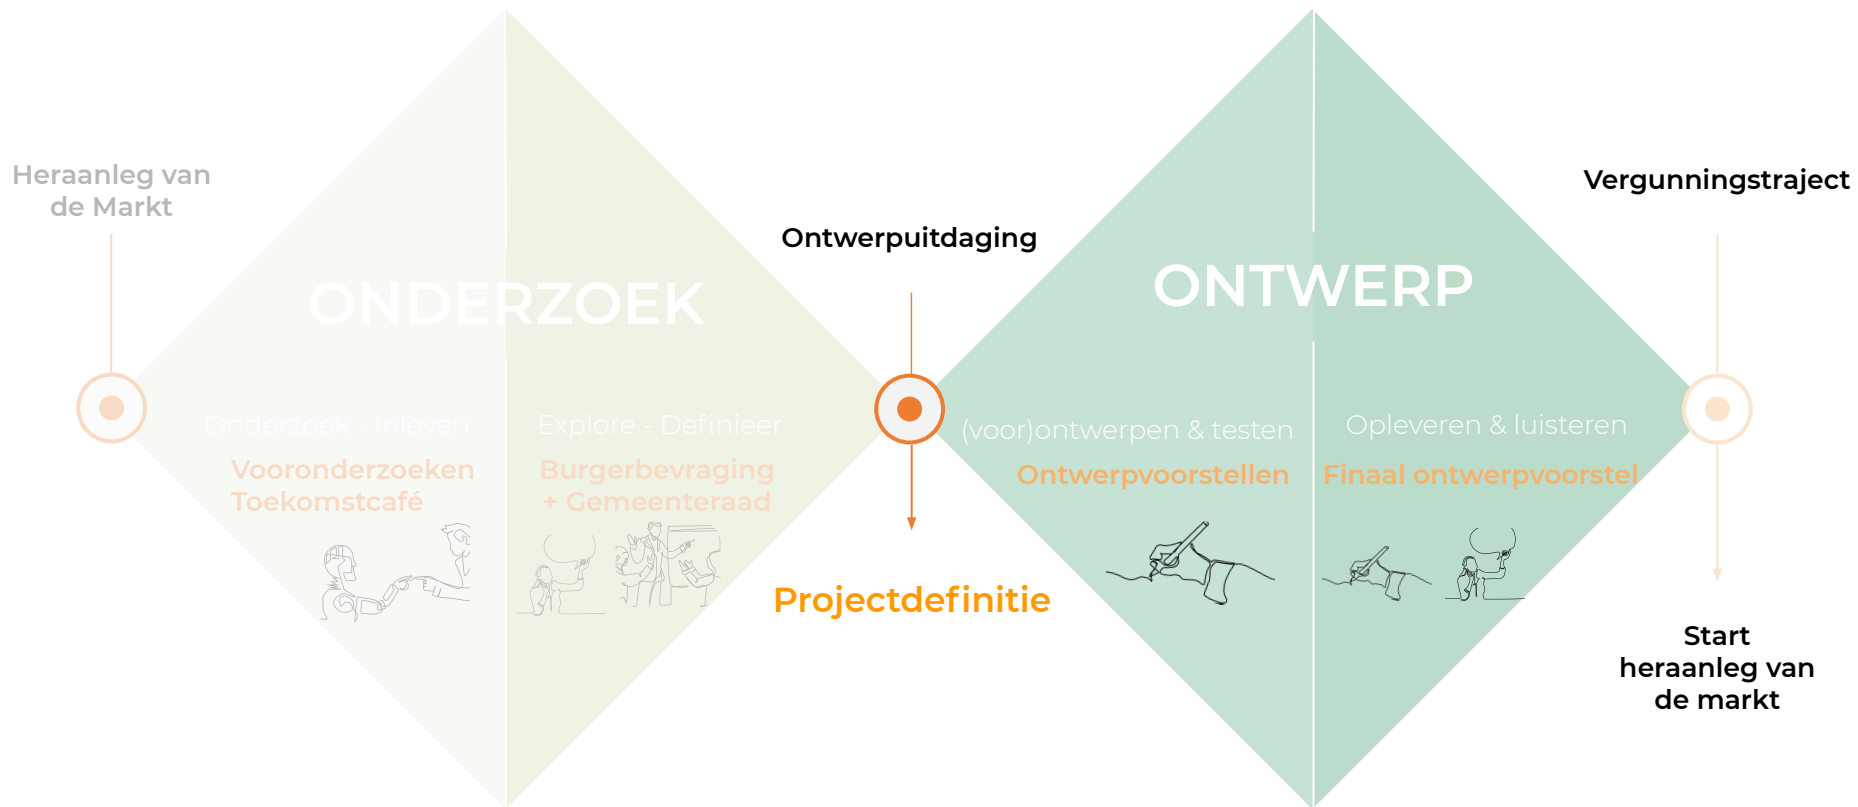 Heraanleg van
de Markt
ONDERZOEK
Onderzoek - Inleven
Vooronderzoeken
Toekomstcafé
Explore - Definieer
Burgerbevraging
+ Gemeenteraad
Ontwerpuitdaging
Projectdefinitie
ONTWERP
(voor)ontwerpen & testen
Ontwerpvoorstellen
Opleveren & luisteren
Finaal ontwerpvoorstel
Vergunningstraject
Start
heraanleg van
de markt